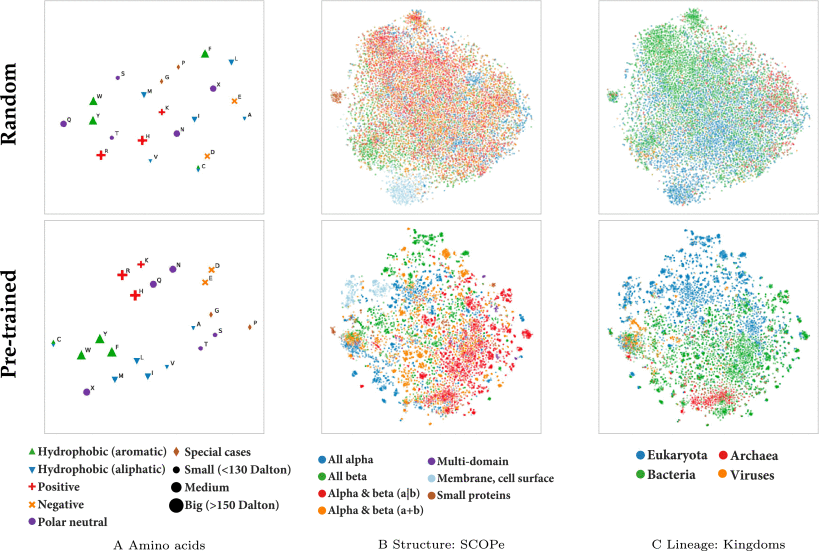 Random
F
L
P
S
G
X
M
W
E
K
Q
Y
I
A
T
H
N
R
V
D
C
Pre-trained
K
R
N
D
Q
E
H
G
A
P
S
C
Y
T
W
F
L
V
M
I
X
Hydrophobic (aromatic)
Hydrophobic (aliphatic)
Positive
Negative
Polar neutral
Special cases
Small (<130 Dalton)
Medium
Big (>150 Dalton)
All alpha
All beta
Alpha & beta (a|b)
Alpha & beta (a+b)
Multi-domain
Membrane, cell surface
Small proteins
Eukaryota
Bacteria
Archaea
Viruses
A Amino acids
B Structure: SCOPe
C Lineage: Kingdoms